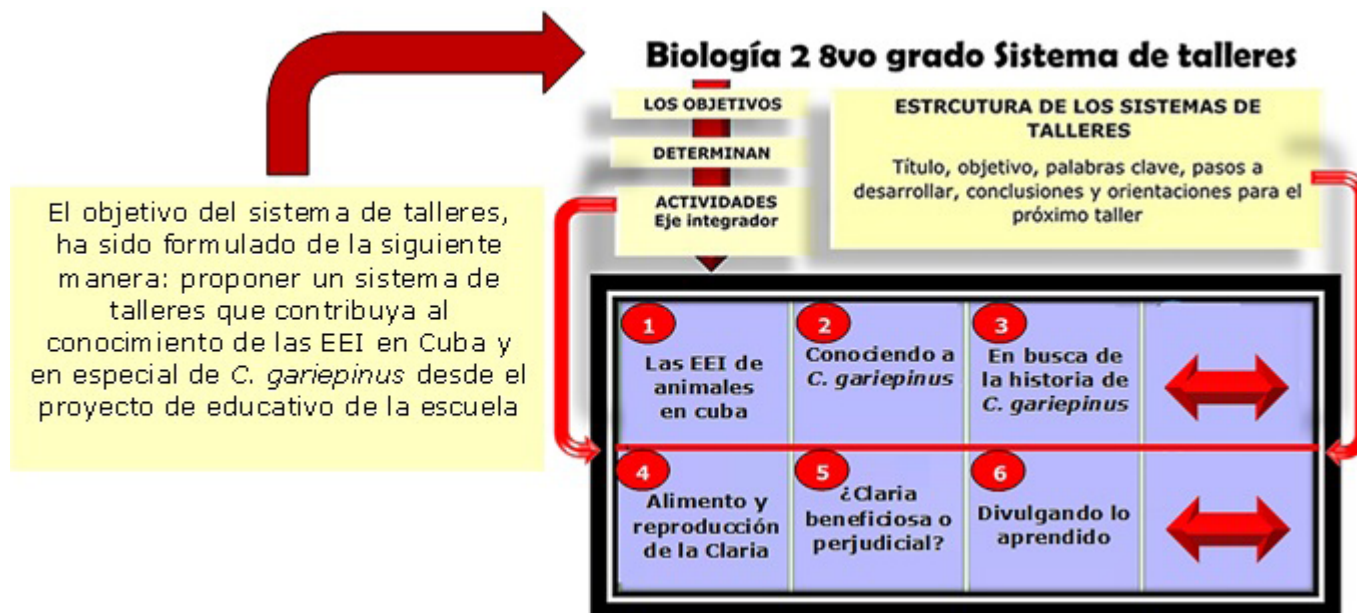 Biología 2 8vo grado Sistema de talleres
LOS OBJETIVOS
DETERMINAN
ACTIVIDADES
Eje integrador
ESTRCUTURA DE LOS SISTEMAS DE
TALLERES
Título, objetivo, palabras clave, pasos a
desarrollar, conclusiones y orientaciones para el
próximo taller
El objetivo del sistema de talleres,
ha sido formulado de la siguiente
manera: proponer un sistema de
talleres que contribuya al
conocimiento de las EEI en Cuba y
en especial de C. gariepinus desde el
proyecto de educativo de la escuela
1
Las EEI de
animales
en cuba
2
Conociendo a
C. gariepinus
3
En busca de
la historia de
C. gariepinus
4
Alimento y
reproducción
de la Claria
5
¿Claria
beneficiosa o
perjudicial?
6
Divulgando lo
aprendido